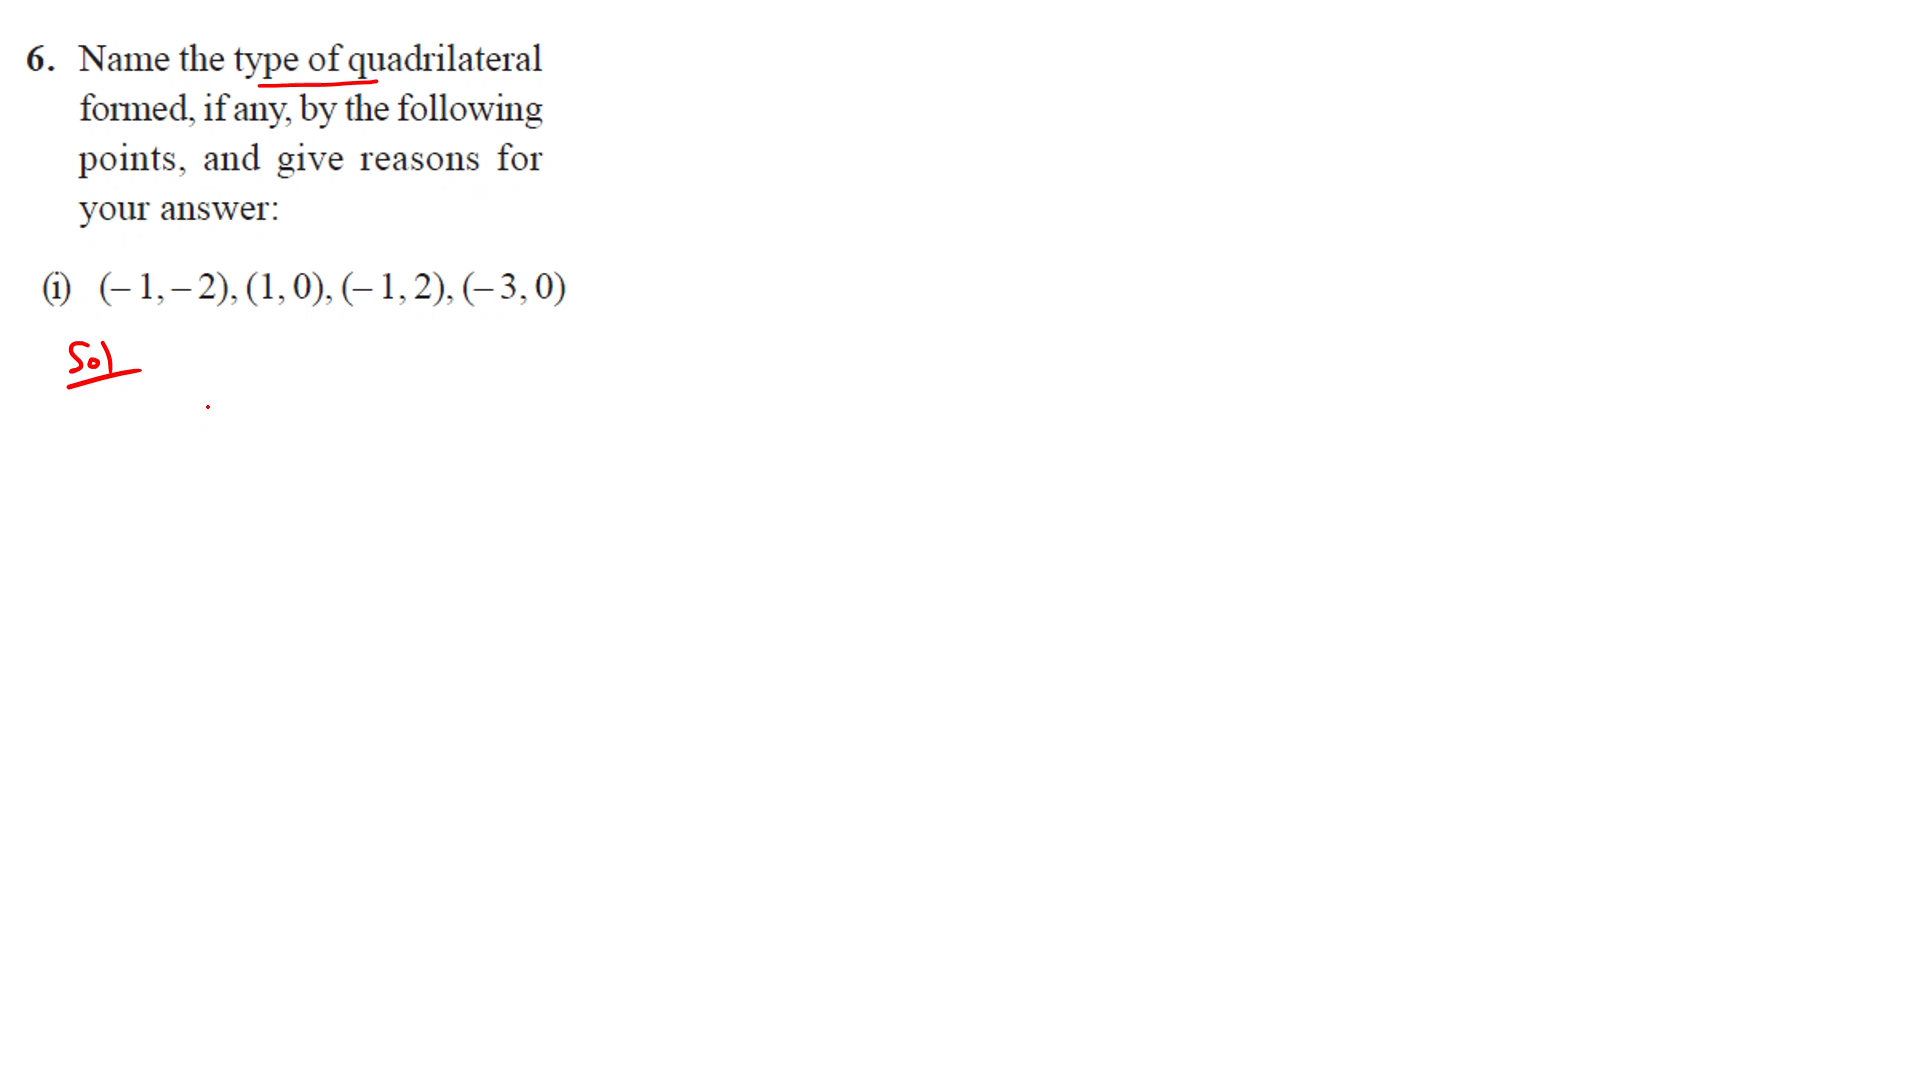 6. Name the type of quadrilateral
formed, if any, by the following
points, and give reasons for
your answer:
(i) (– 1, – 2), (1, 0), (– 1, 2), (– 3, 0)
Sol